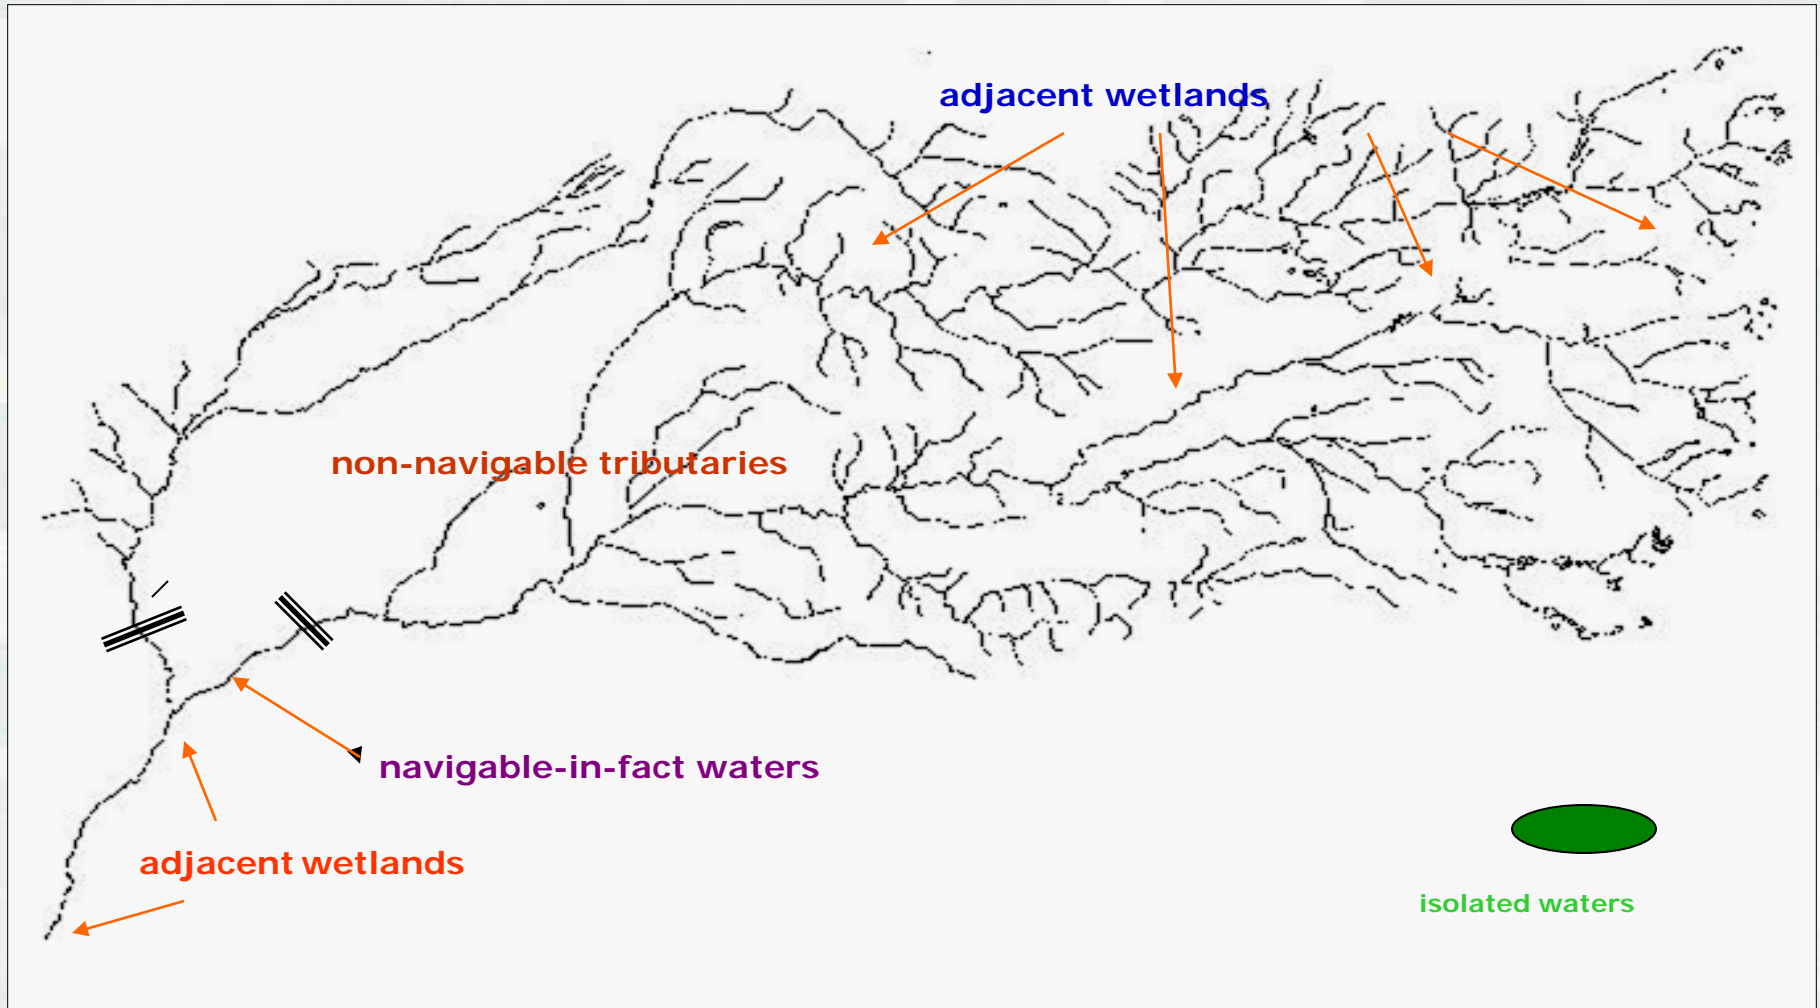 adjacent wetlands
non-navigable tributaries
navigable-in-fact waters
adjacent wetlands
isolated waters